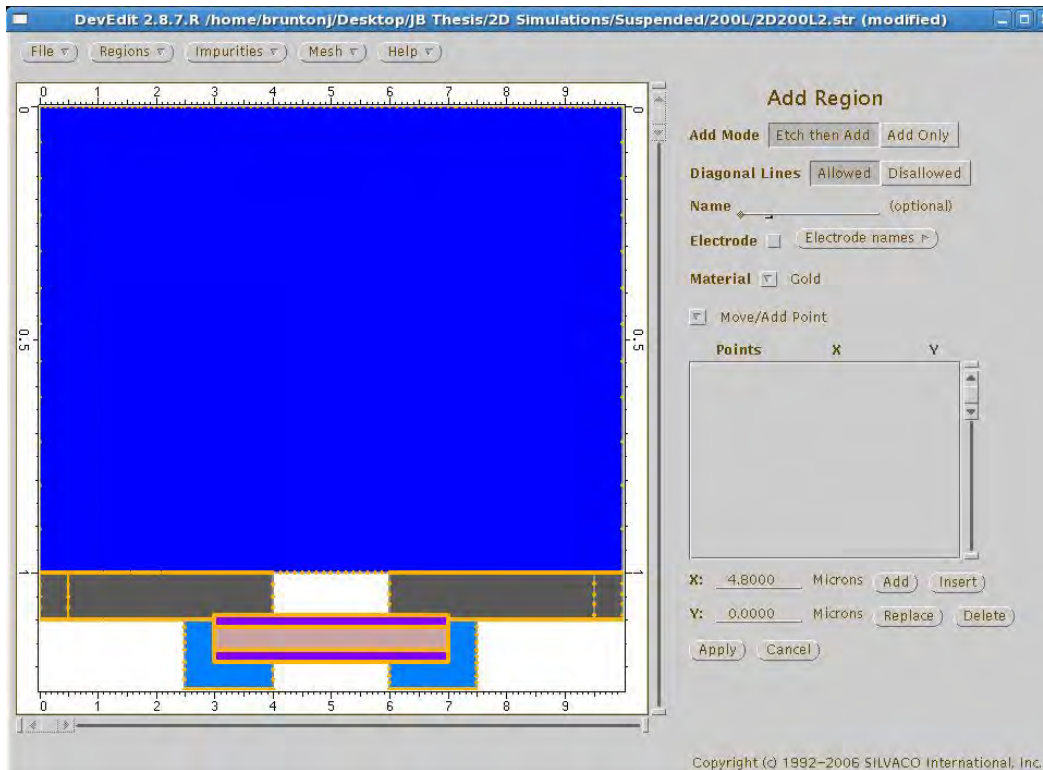 DevEdit 2.8.7.R /home/bruntonj/Desktop/JB Thesis/2D Simulations/Suspended/200L/2D200L2.str (modified)
File Regions Impurities Mesh Help
0 1 2 3 4 5 6 7 8 9
Add Region
0 0
Add Mode Etch then Add Add Only
Diagonal Lines Allowed Disallowed
Name (optional)
Electrode Electrode names
Material Gold
Move/Add Point
0.5 0.5
Points X Y
1 1
X: 4.8000 Microns Add Insert
Y: 0.0000 Microns Replace Delete
Apply Cancel
0 1 2 3 4 5 6 7 8 9
Copyright (c) 1992-2006 SILVACO International, Inc.